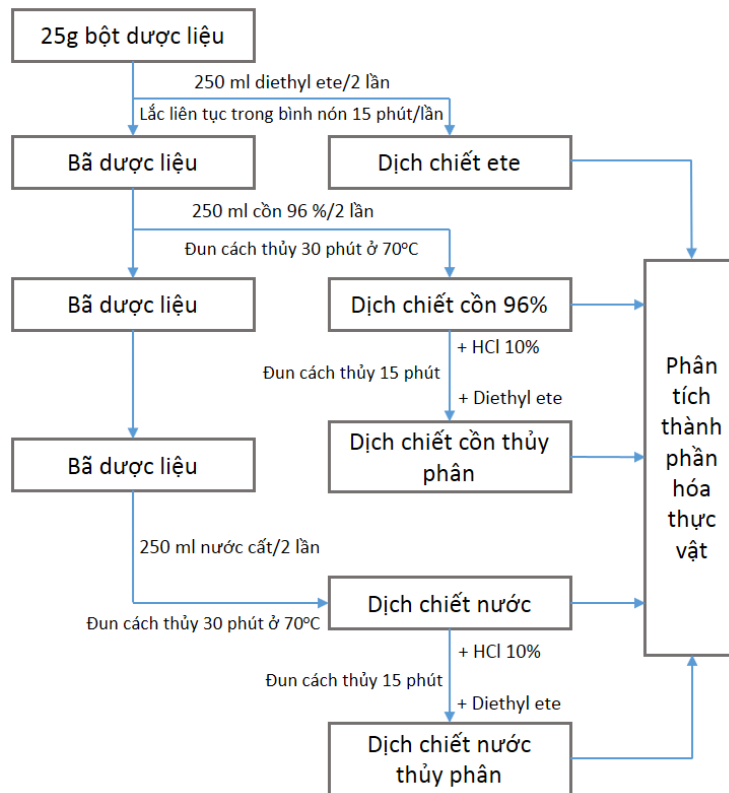 25g bột dược liệu
250 ml diethyl ete/2 lần
Lắc liên tục trong bình nón 15 phút/lần
Bã dược liệu
Dịch chiết ete
250 ml cồn 96 %/2 lần
Đun cách thủy 30 phút ở 70ºC
Bã dược liệu
Dịch chiết cồn 96%
+ HCl 10%
Đun cách thủy 15 phút
+ Diethyl ete
Bã dược liệu
Dịch chiết cồn thủy
phân
250 ml nước cất/2 lần
Đun cách thủy 30 phút ở 70ºC
Dịch chiết nước
+ HCl 10%
Đun cách thủy 15 phút
+ Diethyl ete
Dịch chiết nước
thủy phân
Phân
tích
thành
phần
hóa
thực
vật